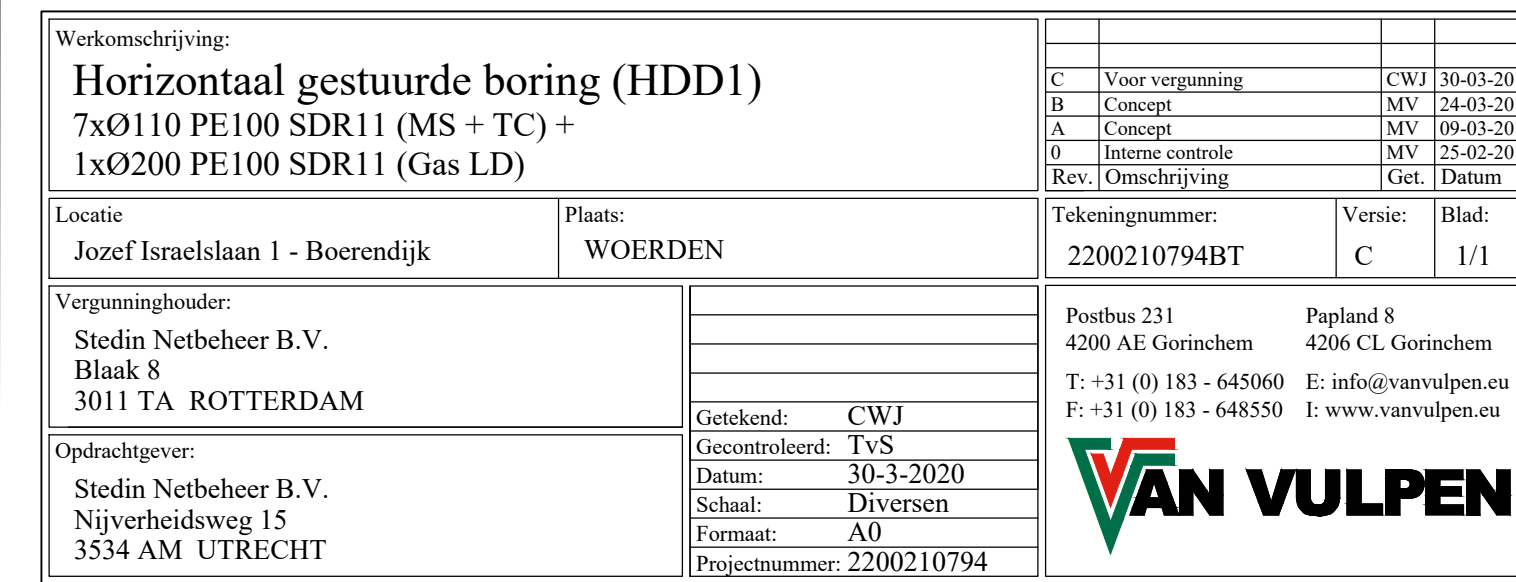 Werkomschrijving:
Horizontaal gestuurde boring (HDD1)
7xØ110 PE100 SDR11 (MS + TC) +
1xØ200 PE100 SDR11 (Gas LD)
C Voor vergunning CWJ 30-03-20
B Concept MV 24-03-20
A Concept MV 09-03-20
0 Interne controle MV 25-02-20
Rev. Omschrijving Get. Datum
Locatie
Jozef Israelslaan 1 - Boerendijk
Plaats:
WOERDEN
Tekeningnummer:
2200210794BT
Versie:
C
Blad:
1/1
Vergunninghouder:
Stedin Netbeheer B.V.
Blaak 8
3011 TA ROTTERDAM
Opdrachtgever:
Stedin Netbeheer B.V.
Nijverheidsweg 15
3534 AM UTRECHT
Getekend: CWJ
Gecontroleerd: TvS
Datum: 30-3-2020
Schaal: Diversen
Formaat: A0
Projectnummer: 2200210794
Postbus 231 Papland 8
4200 AE Gorinchem 4206 CL Gorinchem
T: +31 (0) 183 - 645060 E: info@vanvulpen.eu
F: +31 (0) 183 - 648550 I: www.vanvulpen.eu
VAN VULPEN